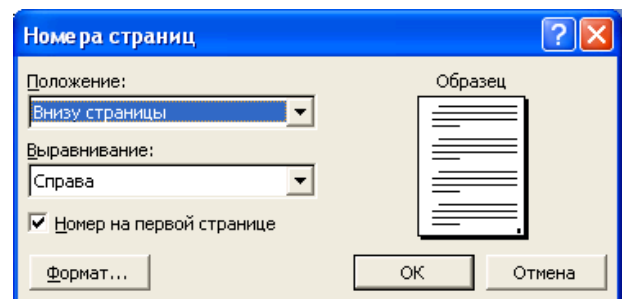 Номера страниц
Положение:
Образец
Внизу страницы
Выравнивание:
Справа
Номер на первой странице
Формат...
ОК
Отмена